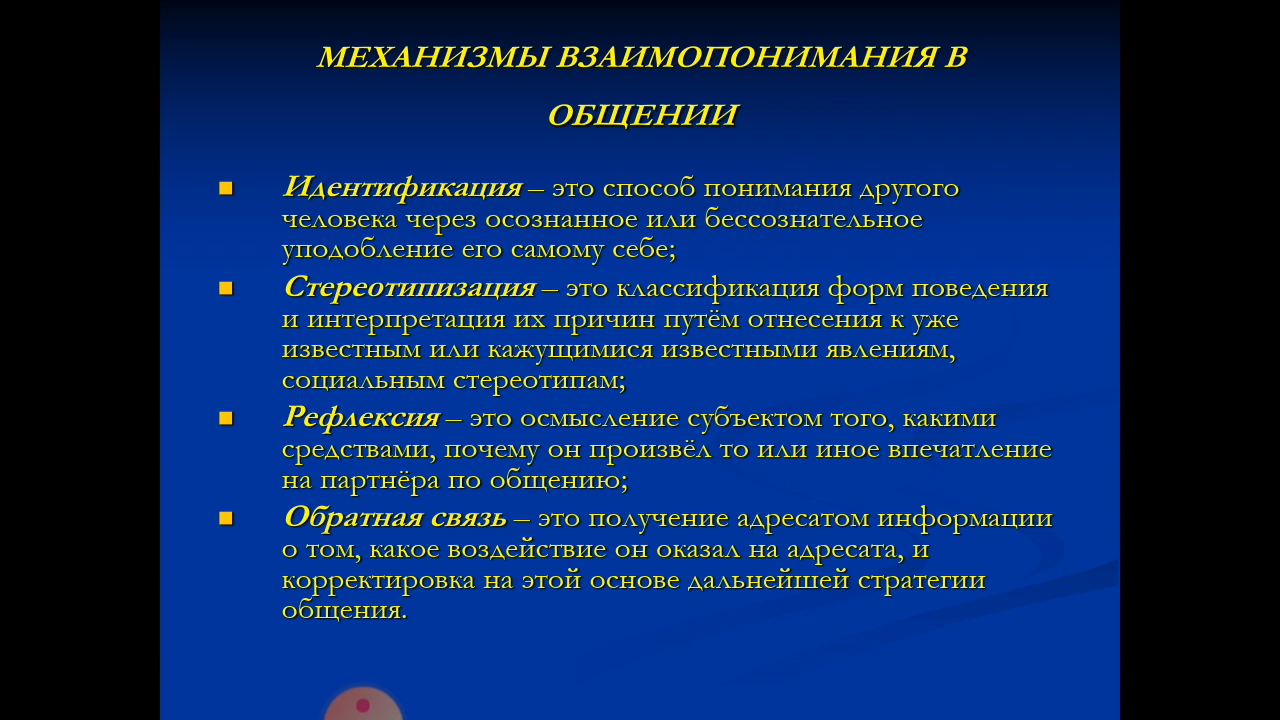 МЕХАНИЗМЫ ВЗАИМОПОНИМАНИЯ В
ОБЩЕНИИ
Идентификация – это способ понимания другого
человека через осознанное или бессознательное
уподобление его самому себе;
Стереотипизация – это классификация форм поведения
и интерпретация их причин путём отнесения к уже
известным или кажущимися известными явлениям,
социальным стереотипам;
Рефлексия – это осмысление субъектом того, какими
средствами, почему он произвёл то или иное впечатление
на партнёра по общению;
Обратная связь – это получение адресатом информации
о том, какое воздействие он оказал на адресата, и
корректировка на этой основе дальнейшей стратегии
общения.